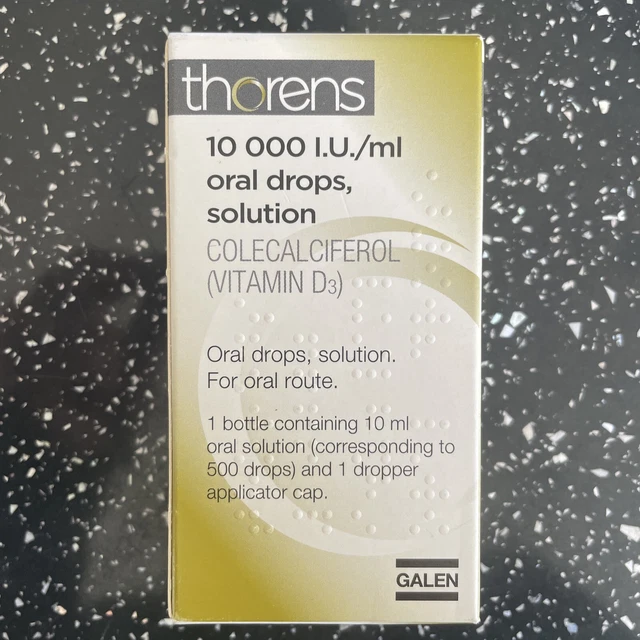 thorens
10 000 I.U./ml
oral drops,
solution
COLECALCIFEROL
(VITAMIN D3)
Oral drops, solution.
For oral route.
1 bottle containing 10 ml
oral solution (corresponding to
500 drops) and 1 dropper
applicator cap.
GALEN